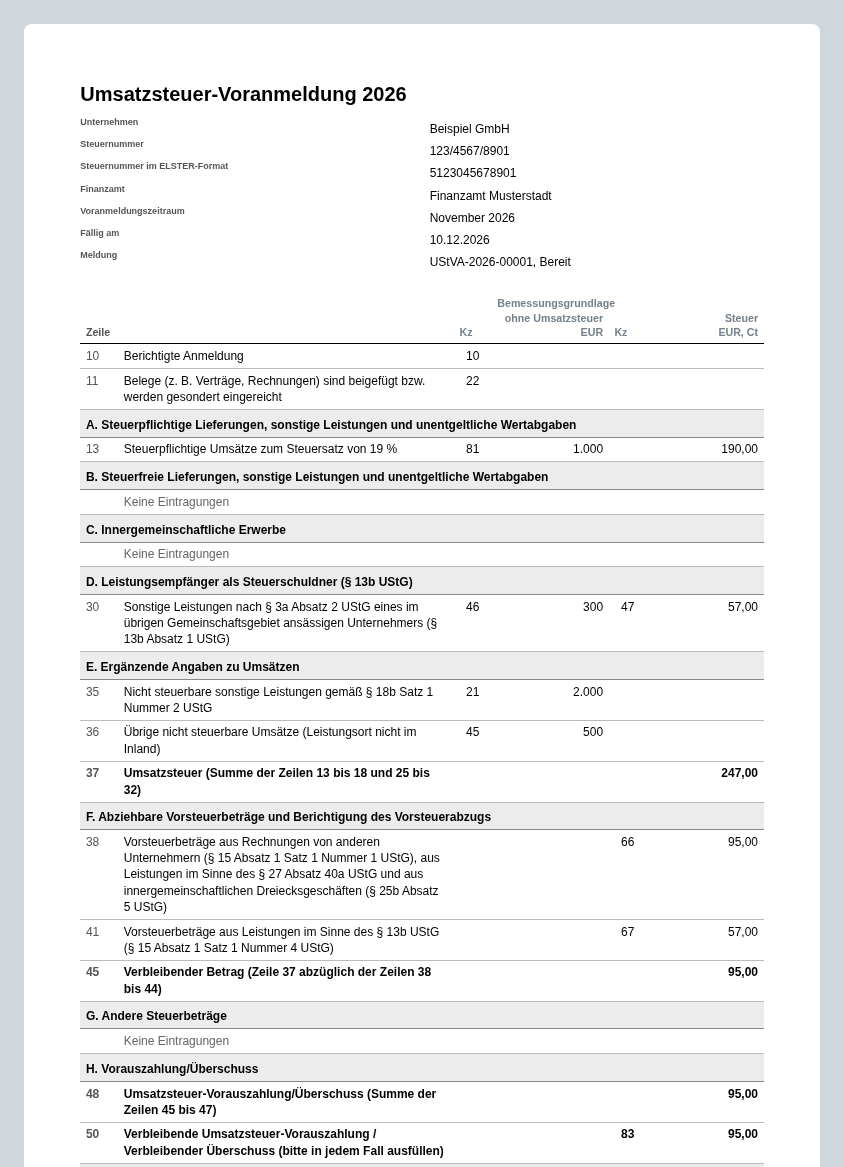 Umsatzsteuer-Voranmeldung 2026
Unternehmen Beispiel GmbH
Steuernummer 123/4567/8901
Steuernummer im ELSTER-Format 5123045678901
Finanzamt Finanzamt Musterstadt
Voranmeldungszeitraum November 2026
Fällig am 10.12.2026
Meldung UStVA-2026-00001, Bereit
Bemessungsgrundlage
ohne Umsatzsteuer Steuer
Zeile Kz EUR Kz EUR, Ct
10 Berichtigte Anmeldung 10
11 Belege (z. B. Verträge, Rechnungen) sind beigefügt bzw. 22
werden gesondert eingereicht
A. Steuerpflichtige Lieferungen, sonstige Leistungen und unentgeltliche Wertabgaben
13 Steuerpflichtige Umsätze zum Steuersatz von 19 % 81 1.000 190,00
B. Steuerfreie Lieferungen, sonstige Leistungen und unentgeltliche Wertabgaben
Keine Eintragungen
C. Innergemeinschaftliche Erwerbe
Keine Eintragungen
D. Leistungsempfänger als Steuerschuldner (§ 13b UStG)
30 Sonstige Leistungen nach § 3a Absatz 2 UStG eines im 46 300 47 57,00
übrigen Gemeinschaftsgebiet ansässigen Unternehmers (§
13b Absatz 1 UStG)
E. Ergänzende Angaben zu Umsätzen
35 Nicht steuerbare sonstige Leistungen gemäß § 18b Satz 1 21 2.000
Nummer 2 UStG
36 Übrige nicht steuerbare Umsätze (Leistungsort nicht im 45 500
Inland)
37 Umsatzsteuer (Summe der Zeilen 13 bis 18 und 25 bis 247,00
32)
F. Abziehbare Vorsteuerbeträge und Berichtigung des Vorsteuerabzugs
38 Vorsteuerbeträge aus Rechnungen von anderen 66 95,00
Unternehmern (§ 15 Absatz 1 Satz 1 Nummer 1 UStG), aus
Leistungen im Sinne des § 27 Absatz 40a UStG und aus
innergemeinschaftlichen Dreiecksgeschäften (§ 25b Absatz
5 UStG)
41 Vorsteuerbeträge aus Leistungen im Sinne des § 13b UStG 67 57,00
(§ 15 Absatz 1 Satz 1 Nummer 4 UStG)
45 Verbleibender Betrag (Zeile 37 abzüglich der Zeilen 38 95,00
bis 44)
G. Andere Steuerbeträge
Keine Eintragungen
H. Vorauszahlung/Überschuss
48 Umsatzsteuer-Vorauszahlung/Überschuss (Summe der 95,00
Zeilen 45 bis 47)
50 Verbleibende Umsatzsteuer-Vorauszahlung / 83 95,00
Verbleibender Überschuss (bitte in jedem Fall ausfüllen)